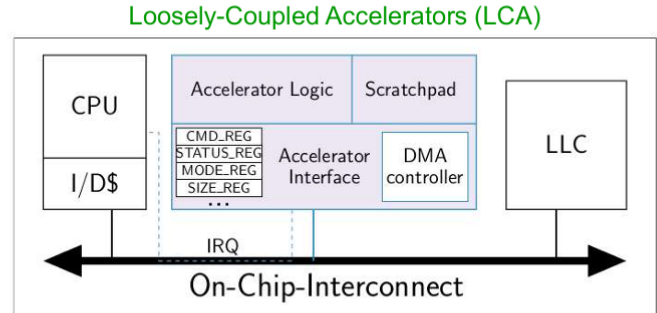 Loosely-Coupled Accelerators (LCA)
CPU
I/D$
Accelerator Logic
Scratchpad
CMD_REG
STATUS_REG
MODE_REG
SIZE_REG
...
Accelerator
Interface
DMA
controller
LLC
IRQ
On-Chip-Interconnect